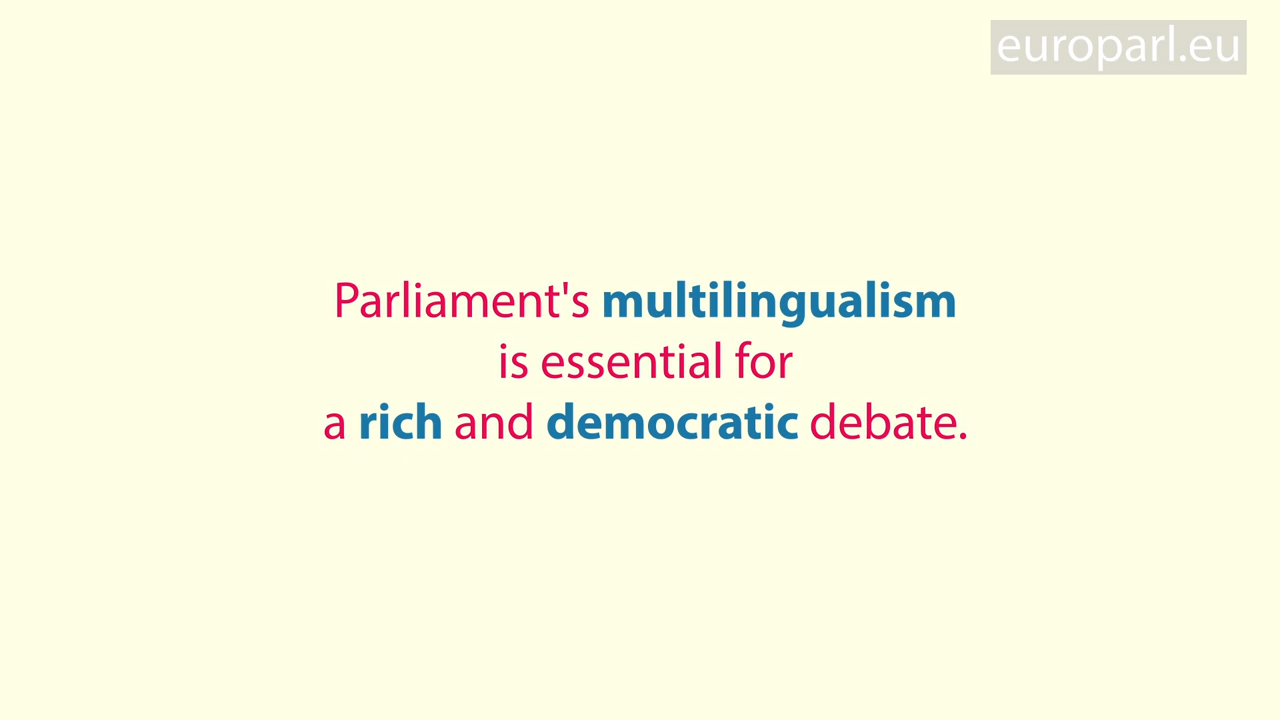 europarl.eu
Parliament's multilingualism
is essential for
a rich and democratic debate.